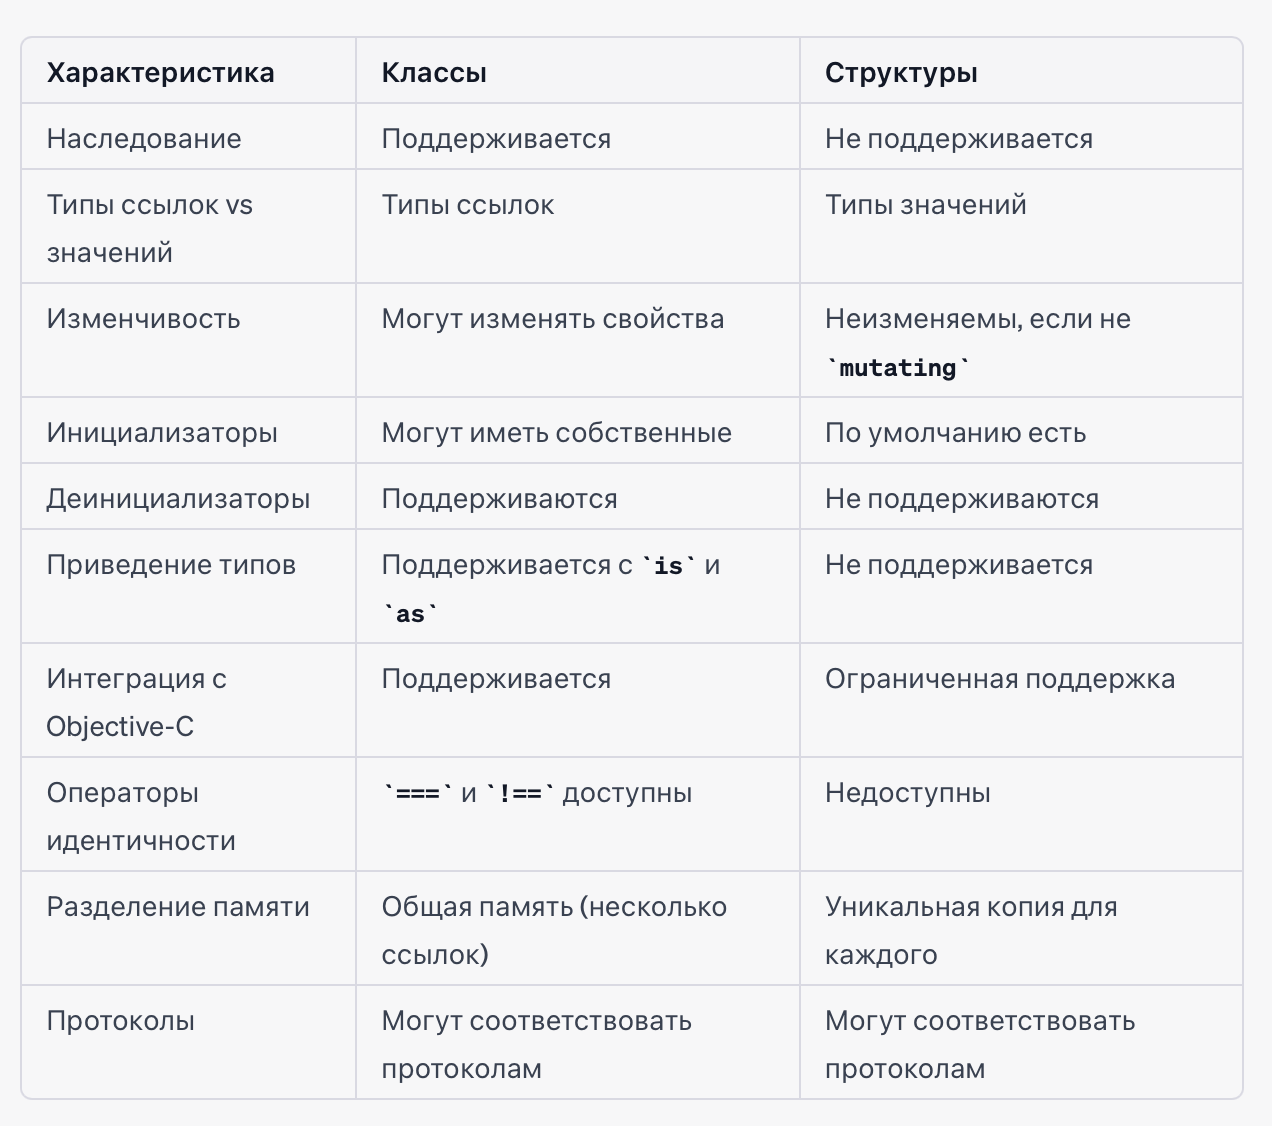 Характеристика Классы Структуры
Наследование Поддерживается Не поддерживается
Типы ссылок vs Типы ссылок Типы значений
значений
Изменчивость Могут изменять свойства Неизменяемы, если не
`mutating`
Инициализаторы Могут иметь собственные По умолчанию есть
Деинициализаторы Поддерживаются Не поддерживаются
Приведение типов Поддерживается с `is` и Не поддерживается
`as`
Интеграция с Поддерживается Ограниченная поддержка
Objective-C
Операторы `===` и `!==` доступны Недоступны
идентичности
Разделение памяти Общая память (несколько Уникальная копия для
ссылок) каждого
Протоколы Могут соответствовать Могут соответствовать
протоколам протоколам